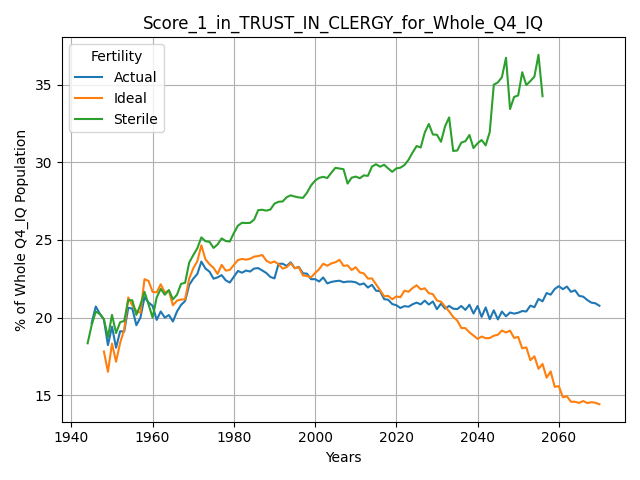 Score_1_in_TRUST_IN_CLERGY_for_Whole_Q4_IQ
Fertility
Actual
Ideal
Sterile
% of Whole Q4_IQ Population
35
30
25
20
15
1940 1960 1980 2000 2020 2040 2060
Years